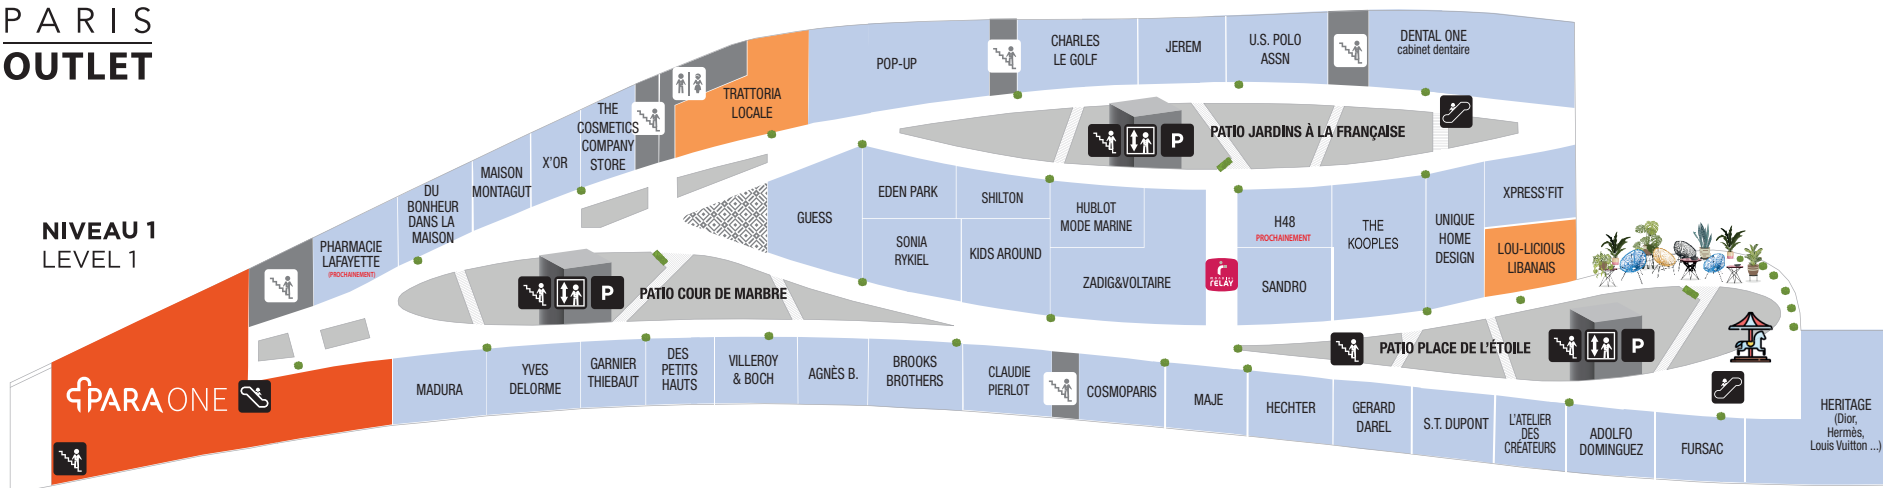 PARIS
OUTLET
NIVEAU 1
LEVEL 1
POP-UP
CHARLES
LE GOLF
JEREM
U.S. POLO
ASSN
DENTAL ONE
cabinet dentaire
TRATTORIA
LOCALE
THE
COSMETICS
COMPANY
STORE
X'OR
MAISON
MONTAGUT
DU
BONHEUR
DANS LA
MAISON
PHARMACIE
LAFAYETTE
(PROCHAINEMENT)
P
PATIO JARDINS À LA FRANÇAISE
GUESS
EDEN PARK
SHILTON
SONIA
RYKIEL
KIDS AROUND
HUBLOT
MODE MARINE
ZADIG&VOLTAIRE
relay
H48
PROCHAINEMENT
SANDRO
THE
KOOPLES
UNIQUE
HOME
DESIGN
XPRESS'FIT
LOU-LICIOUS
LIBANAIS
P
PATIO COUR DE MARBRE
PATIO PLACE DE L'ÉTOILE
P
PARA ONE
MADURA
YVES
DELORME
GARNIER
THIEBAUT
DES
PETITS
HAUTS
VILLEROY
& BOCH
AGNÈS B.
BROOKS
BROTHERS
CLAUDIE
PIERLOT
COSMOPARIS
MAJE
HECHTER
GERARD
DAREL
S.T. DUPONT
L'ATELIER
DES
CRÉATEURS
ADOLFO
DOMINGUEZ
FURSAC
HERITAGE
(Dior,
Hermès,
Louis Vuitton ...)